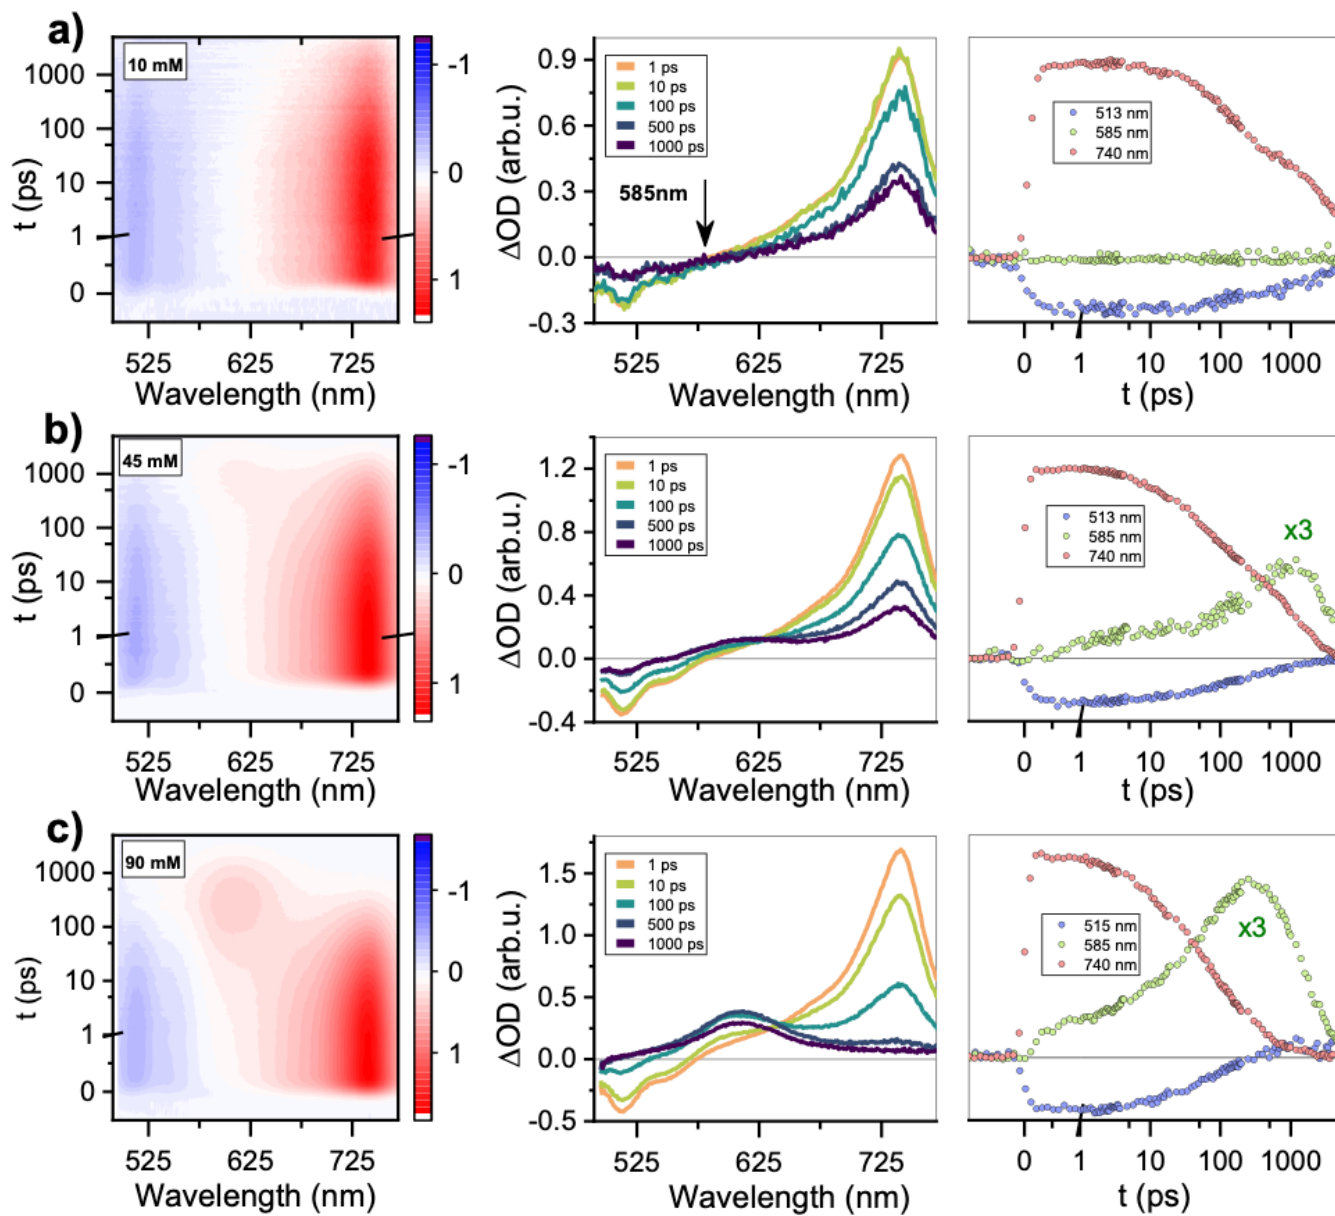 a)
10 mM
1000
100
10
1
0
t (ps)
525 625 725
Wavelength (nm)
-1
0
1
0.9
0.6
0.3
0.0
-0.3
ΔOD (arb.u.)
1 ps
10 ps
100 ps
500 ps
1000 ps
585nm
525 625 725
Wavelength (nm)
513 nm
585 nm
740 nm
0 1 10 100 1000
t (ps)
b)
45 mM
1000
100
10
1
0
t (ps)
525 625 725
Wavelength (nm)
-1
0
1
1.2
0.8
0.4
0.0
-0.4
ΔOD (arb.u.)
1 ps
10 ps
100 ps
500 ps
1000 ps
525 625 725
Wavelength (nm)
513 nm
585 nm
740 nm
x3
0 1 10 100 1000
t (ps)
c)
90 mM
1000
100
10
1
0
t (ps)
525 625 725
Wavelength (nm)
-1
0
1
1.5
1.0
0.5
0.0
-0.5
ΔOD (arb.u.)
1 ps
10 ps
100 ps
500 ps
1000 ps
525 625 725
Wavelength (nm)
515 nm
585 nm
740 nm
x3
0 1 10 100 1000
t (ps)